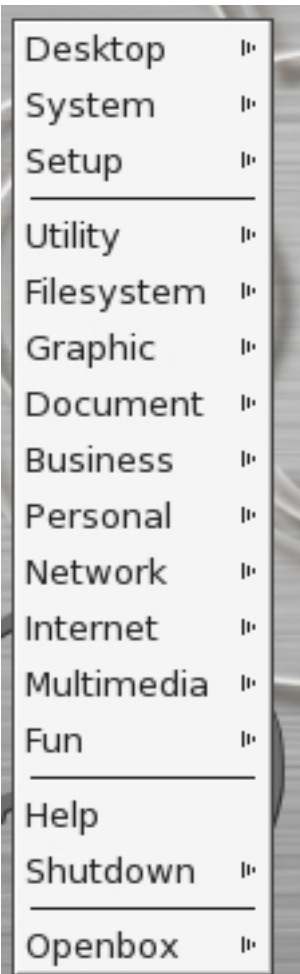 Desktop
System
Setup
Utility
Filesystem
Graphic
Document
Business
Personal
Network
Internet
Multimedia
Fun
Help
Shutdown
Openbox